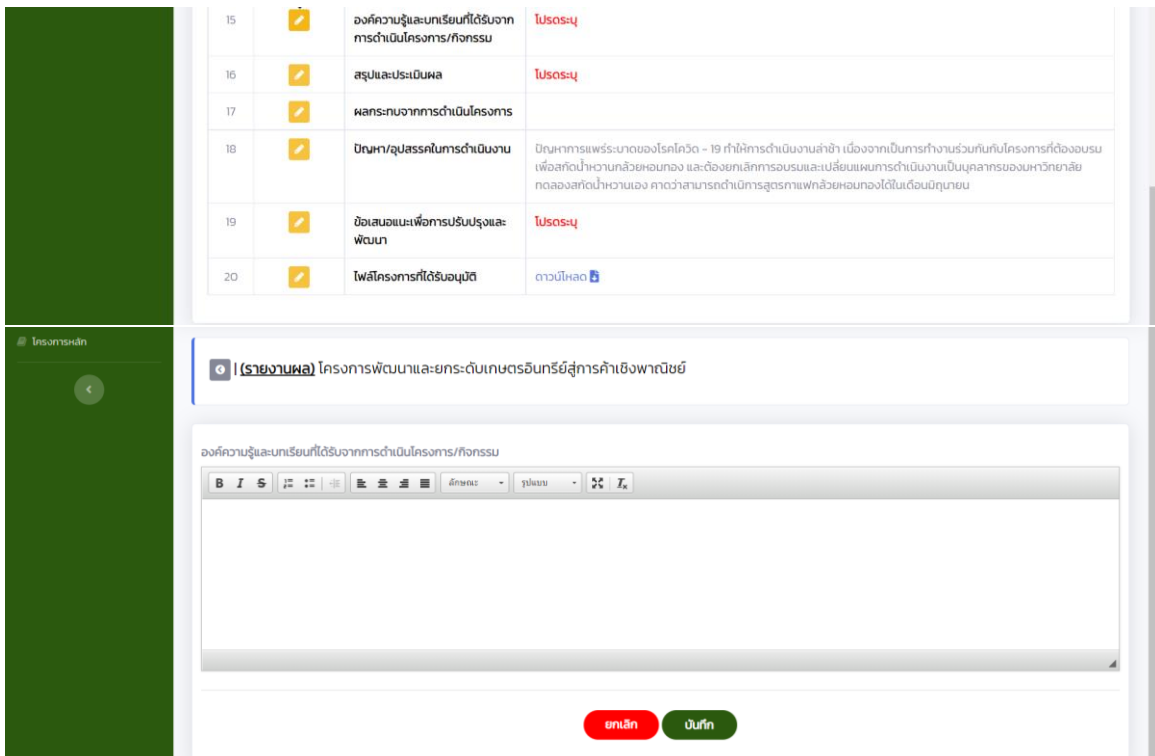 15 องค์ความรู้และบทเรียนที่ได้รับจาก โปรดระบุ
การดำเนินโครงการ/กิจกรรม
16 สรุปและประเมินผล โปรดระบุ
17 ผลกระทบจากการดำเนินโครงการ
18 ปัญหา/อุปสรรคในการดำเนินงาน ปัญหาการแพร่ระบาดของโรคโควิด - 19 ทำให้การดำเนินงานล่าช้า เนื่องจากเป็นการทำงานร่วมกันกับโครงการที่ต้องอบรม
เพื่อสกัดน้ำหวานกล้วยหอมทอง และต้องยกเลิกการอบรมและเปลี่ยนแผนการดำเนินงานเป็นบุคลากรของมหาวิทยาลัย
ทดลองสกัดน้ำหวานเอง คาดว่าสามารถดำเนิการสูตรกาแฟกล้วยหอมทองได้ในเดือนมิถุนายน
19 ข้อเสนอแนะเพื่อการปรับปรุงและ โปรดระบุ
พัฒนา
20 ไฟล์โครงการที่ได้รับอนุมัติ ดาวน์โหลด
โครงการหลัก
| (รายงานผล) โครงการพัฒนาและยกระดับเกษตรอินทรีย์สู่การค้าเชิงพาณิชย์
องค์ความรู้และบทเรียนที่ได้รับจากการดำเนินโครงการ/กิจกรรม
B I S ลักษณะ รูปแบบ Tx
ยกเลิก บันทึก